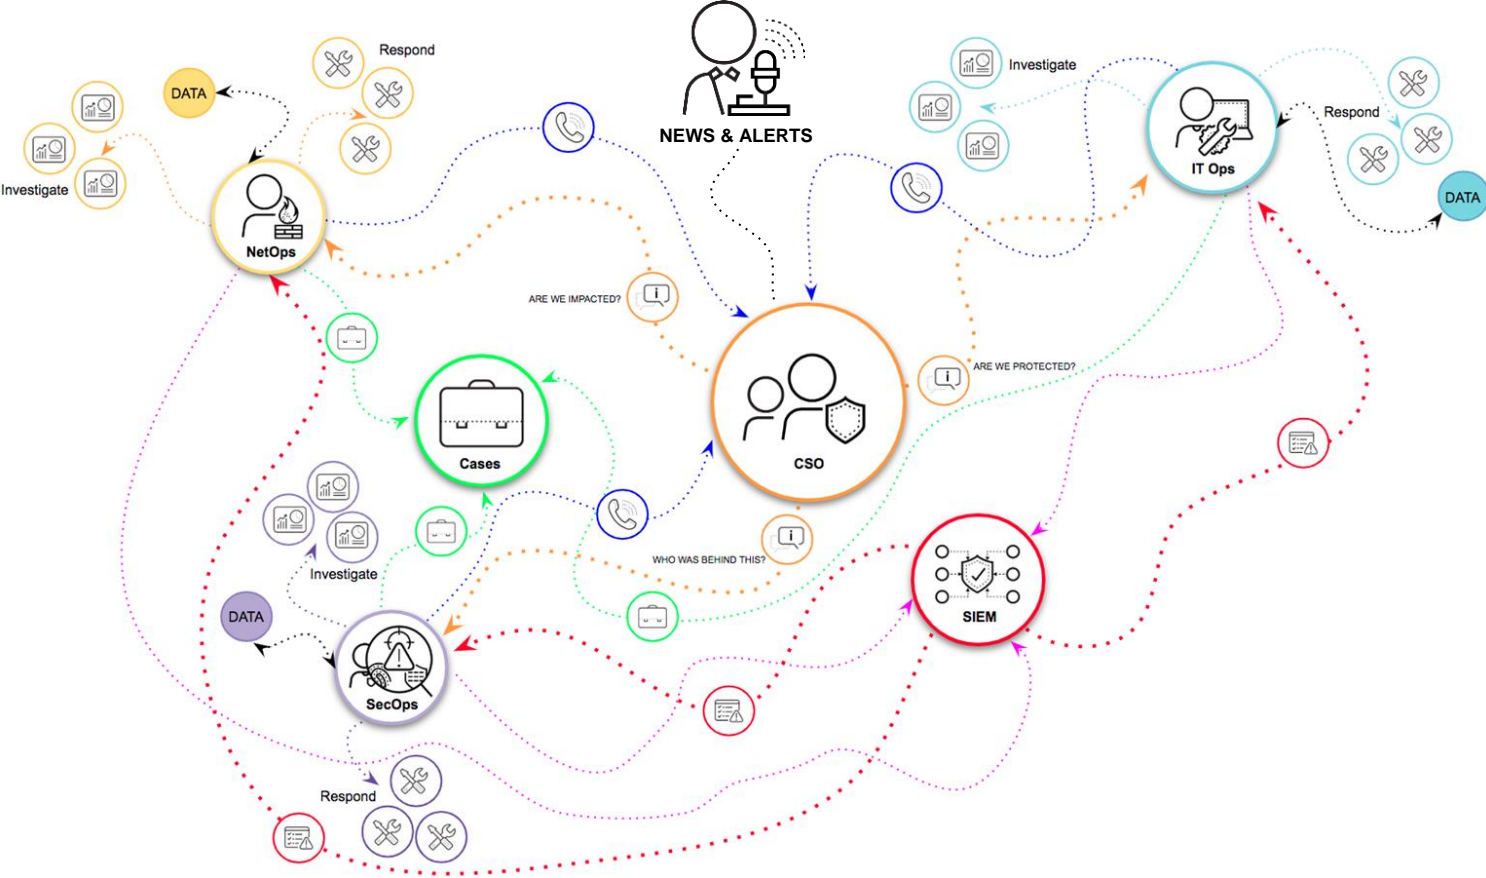 Respond
DATA
Investigate
NetOps
NEWS & ALERTS
Investigate
IT Ops
Respond
DATA
ARE WE IMPACTED?
ARE WE PROTECTED?
Cases
CSO
Investigate
WHO WAS BEHIND THIS?
DATA
SIEM
SecOps
Respond